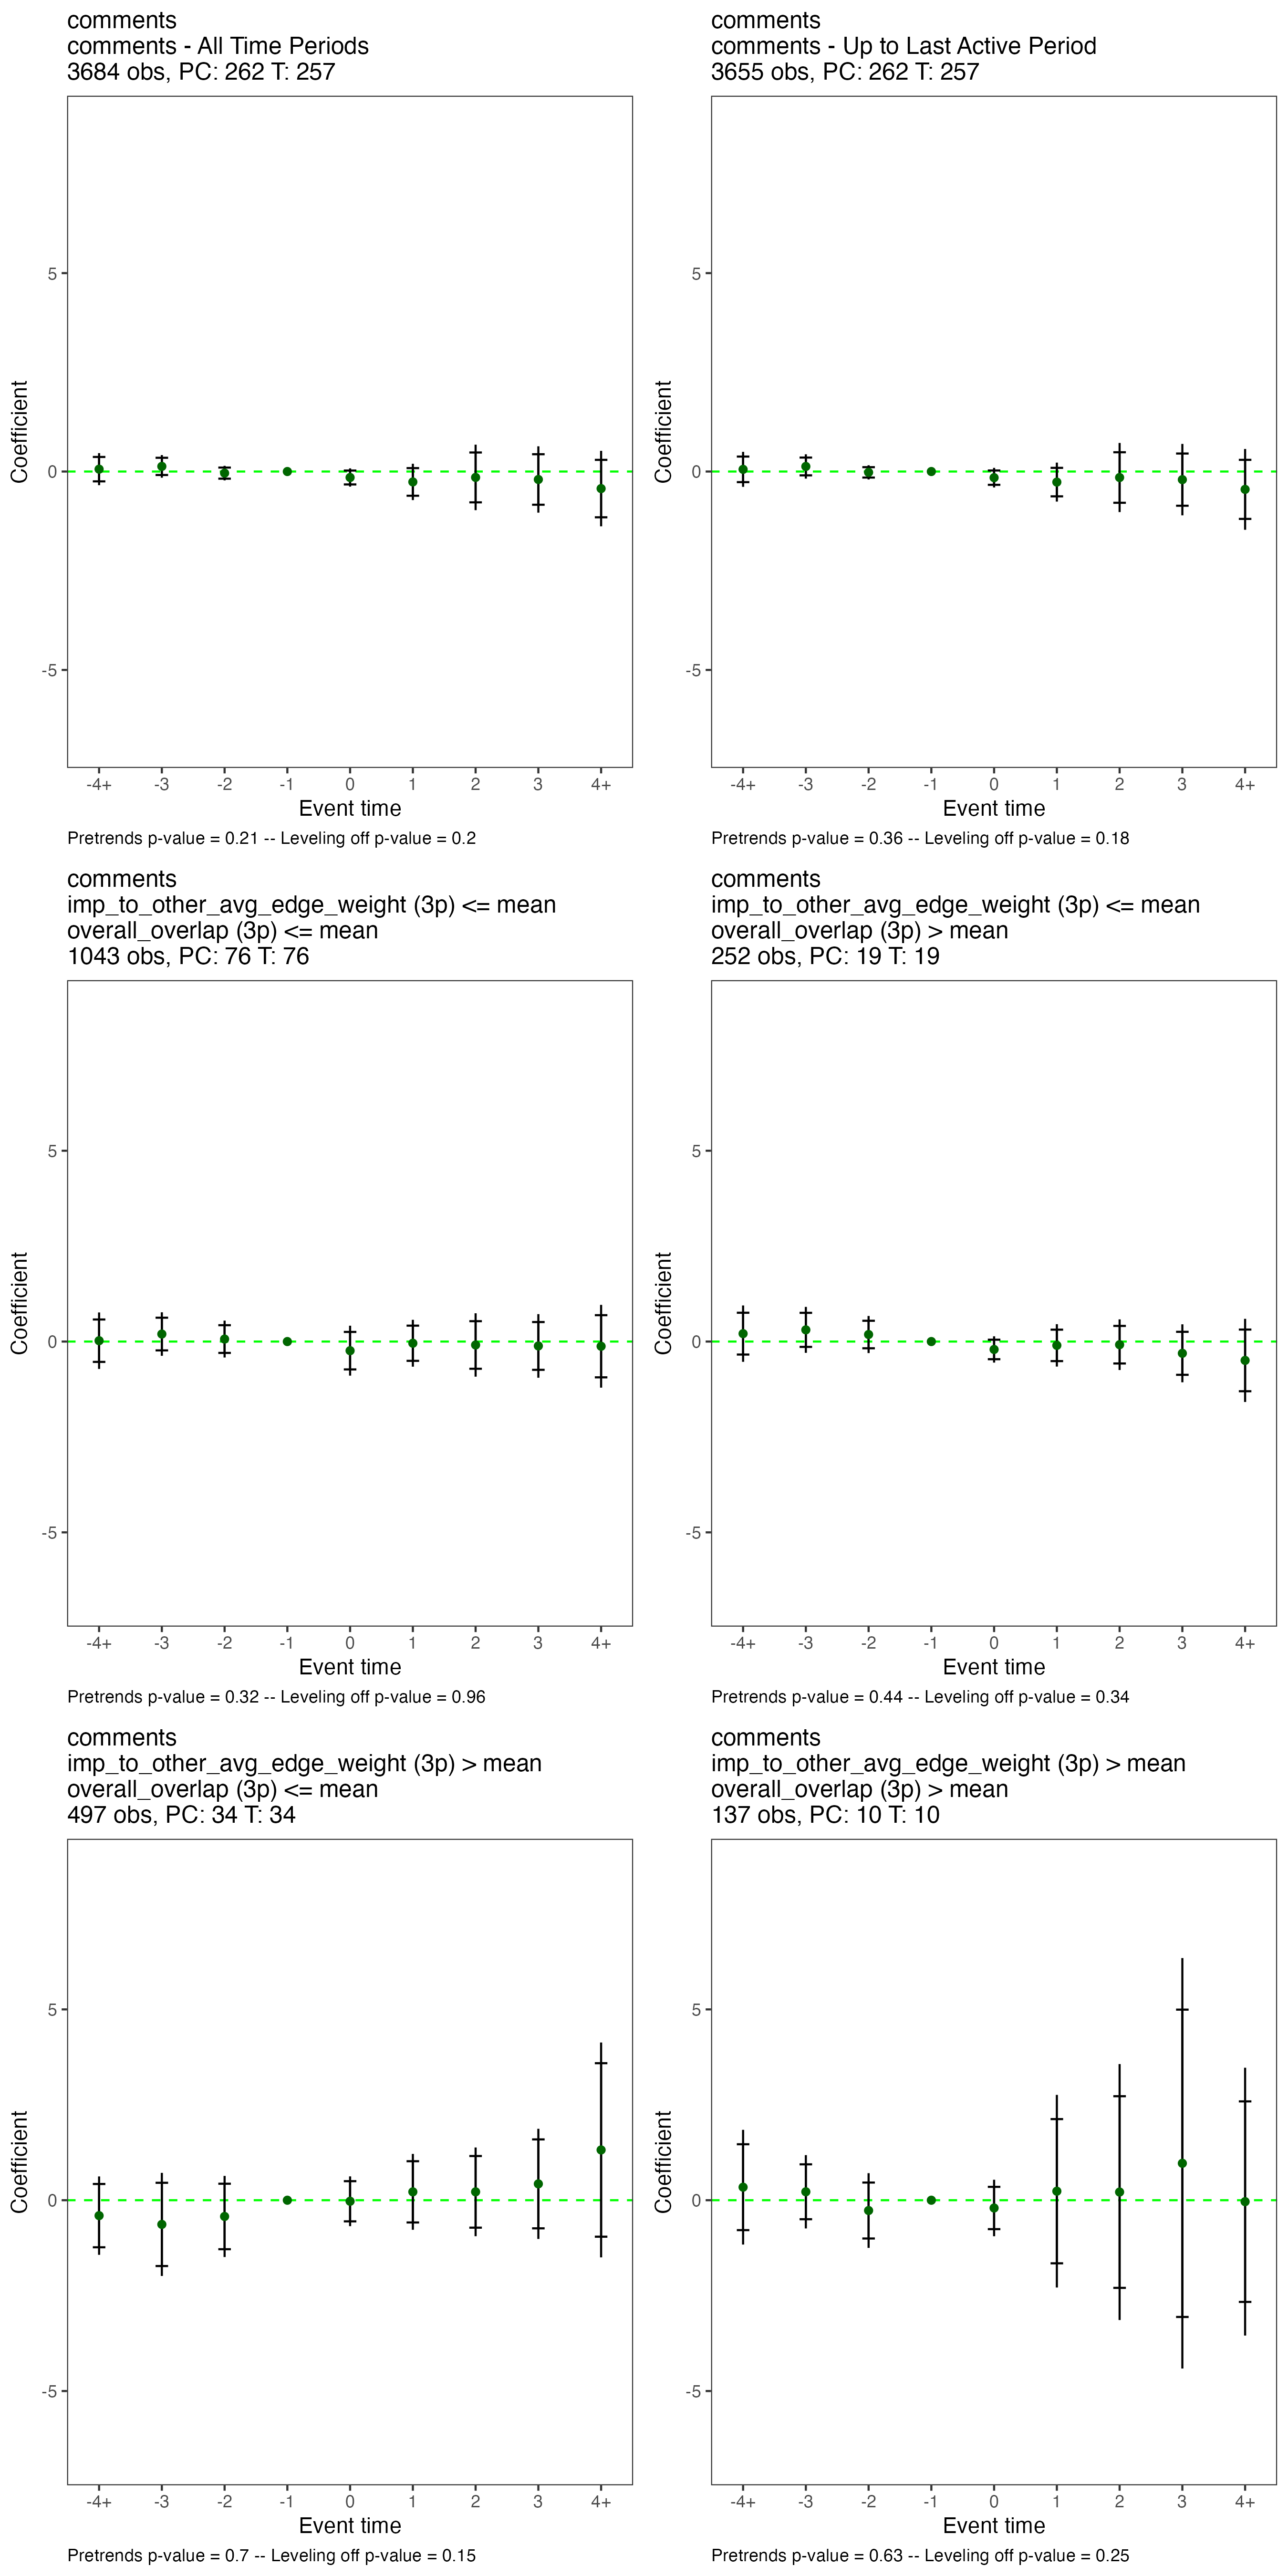 comments
comments - All Time Periods
3684 obs, PC: 262 T: 257
Coefficient
5
0
-5
-4+ -3 -2 -1 0 1 2 3 4+
Event time
Pretrends p-value = 0.21 -- Leveling off p-value = 0.2
comments
comments - Up to Last Active Period
3655 obs, PC: 262 T: 257
Coefficient
5
0
-5
-4+ -3 -2 -1 0 1 2 3 4+
Event time
Pretrends p-value = 0.36 -- Leveling off p-value = 0.18
comments
imp_to_other_avg_edge_weight (3p) <= mean
overall_overlap (3p) <= mean
1043 obs, PC: 76 T: 76
Coefficient
5
0
-5
-4+ -3 -2 -1 0 1 2 3 4+
Event time
Pretrends p-value = 0.32 -- Leveling off p-value = 0.96
comments
imp_to_other_avg_edge_weight (3p) <= mean
overall_overlap (3p) > mean
252 obs, PC: 19 T: 19
Coefficient
5
0
-5
-4+ -3 -2 -1 0 1 2 3 4+
Event time
Pretrends p-value = 0.44 -- Leveling off p-value = 0.34
comments
imp_to_other_avg_edge_weight (3p) > mean
overall_overlap (3p) <= mean
497 obs, PC: 34 T: 34
Coefficient
5
0
-5
-4+ -3 -2 -1 0 1 2 3 4+
Event time
Pretrends p-value = 0.7 -- Leveling off p-value = 0.15
comments
imp_to_other_avg_edge_weight (3p) > mean
overall_overlap (3p) > mean
137 obs, PC: 10 T: 10
Coefficient
5
0
-5
-4+ -3 -2 -1 0 1 2 3 4+
Event time
Pretrends p-value = 0.63 -- Leveling off p-value = 0.25